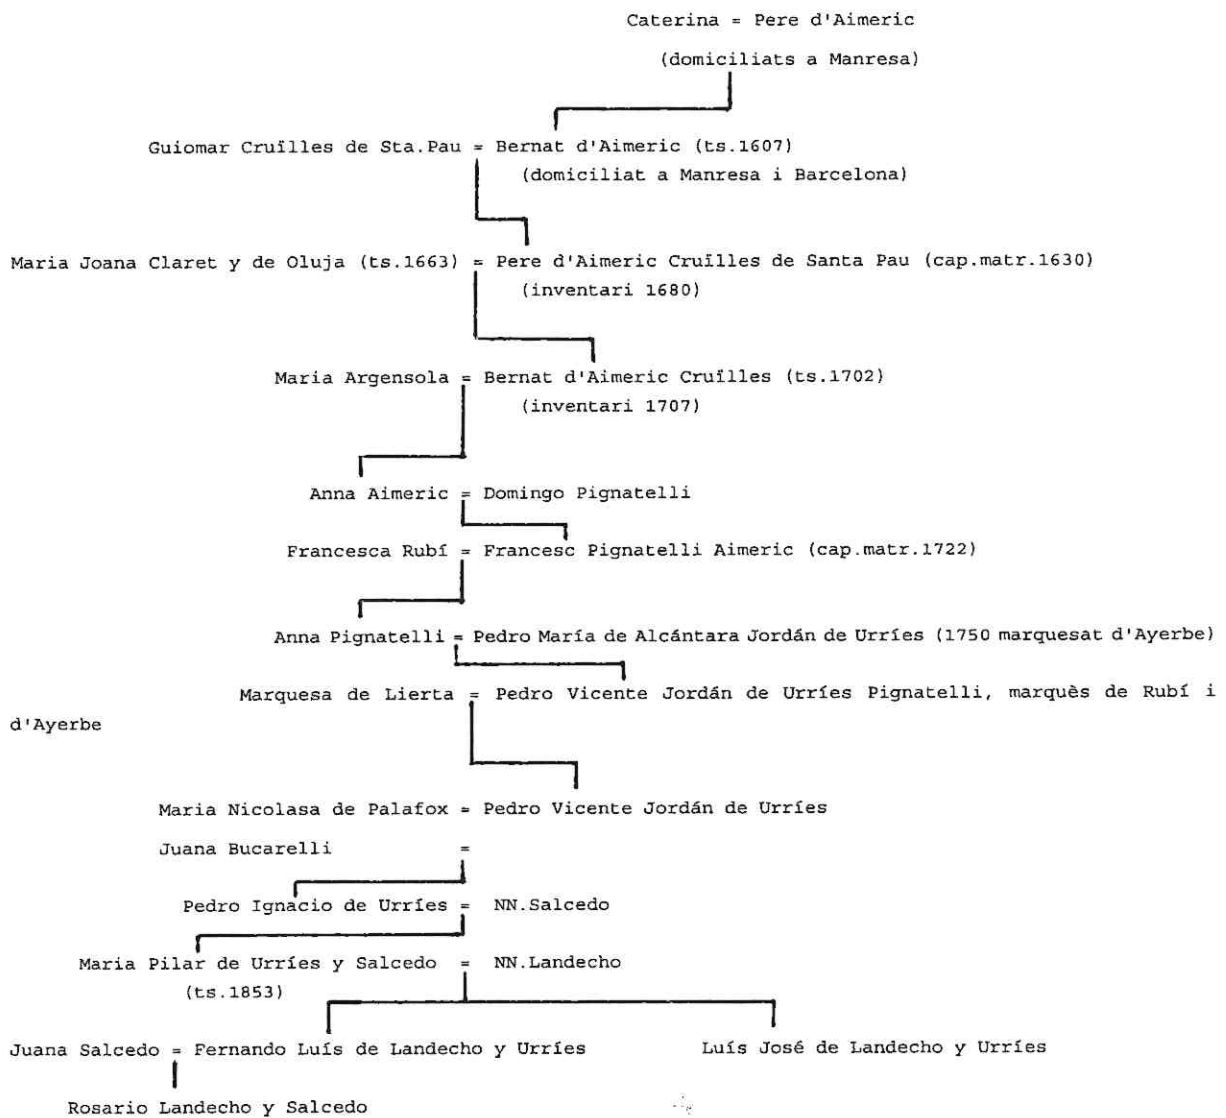 Caterina = Pere d'Aimeric
(domiciliats a Manresa)
Guiomar Cruïlles de Sta.Pau = Bernat d'Aimeric (ts.1607)
(domiciliat a Manresa i Barcelona)
Maria Joana Claret y de Oluja (ts.1663) = Pere d'Aimeric Cruïlles de Santa Pau (cap.matr.1630)
(inventari 1680)
Maria Argensola = Bernat d'Aimeric Cruïlles (ts.1702)
(inventari 1707)
Anna Aimeric = Domingo Pignatelli
Francesca Rubí = Francesc Pignatelli Aimeric (cap.matr.1722)
Anna Pignatelli = Pedro María de Alcántara Jordán de Urríes (1750 marquesat d'Ayerbe)
Marquesa de Lierta = Pedro Vicente Jordán de Urríes Pignatelli, marquès de Rubí i
d'Ayerbe
Maria Nicolasa de Palafox = Pedro Vicente Jordán de Urríes
Juana Bucarelli =
Pedro Ignacio de Urríes = NN.Salcedo
Maria Pilar de Urríes y Salcedo = NN.Landecho
(ts.1853)
Juana Salcedo = Fernando Luís de Landecho y Urríes Luís José de Landecho y Urríes
Rosario Landecho y Salcedo